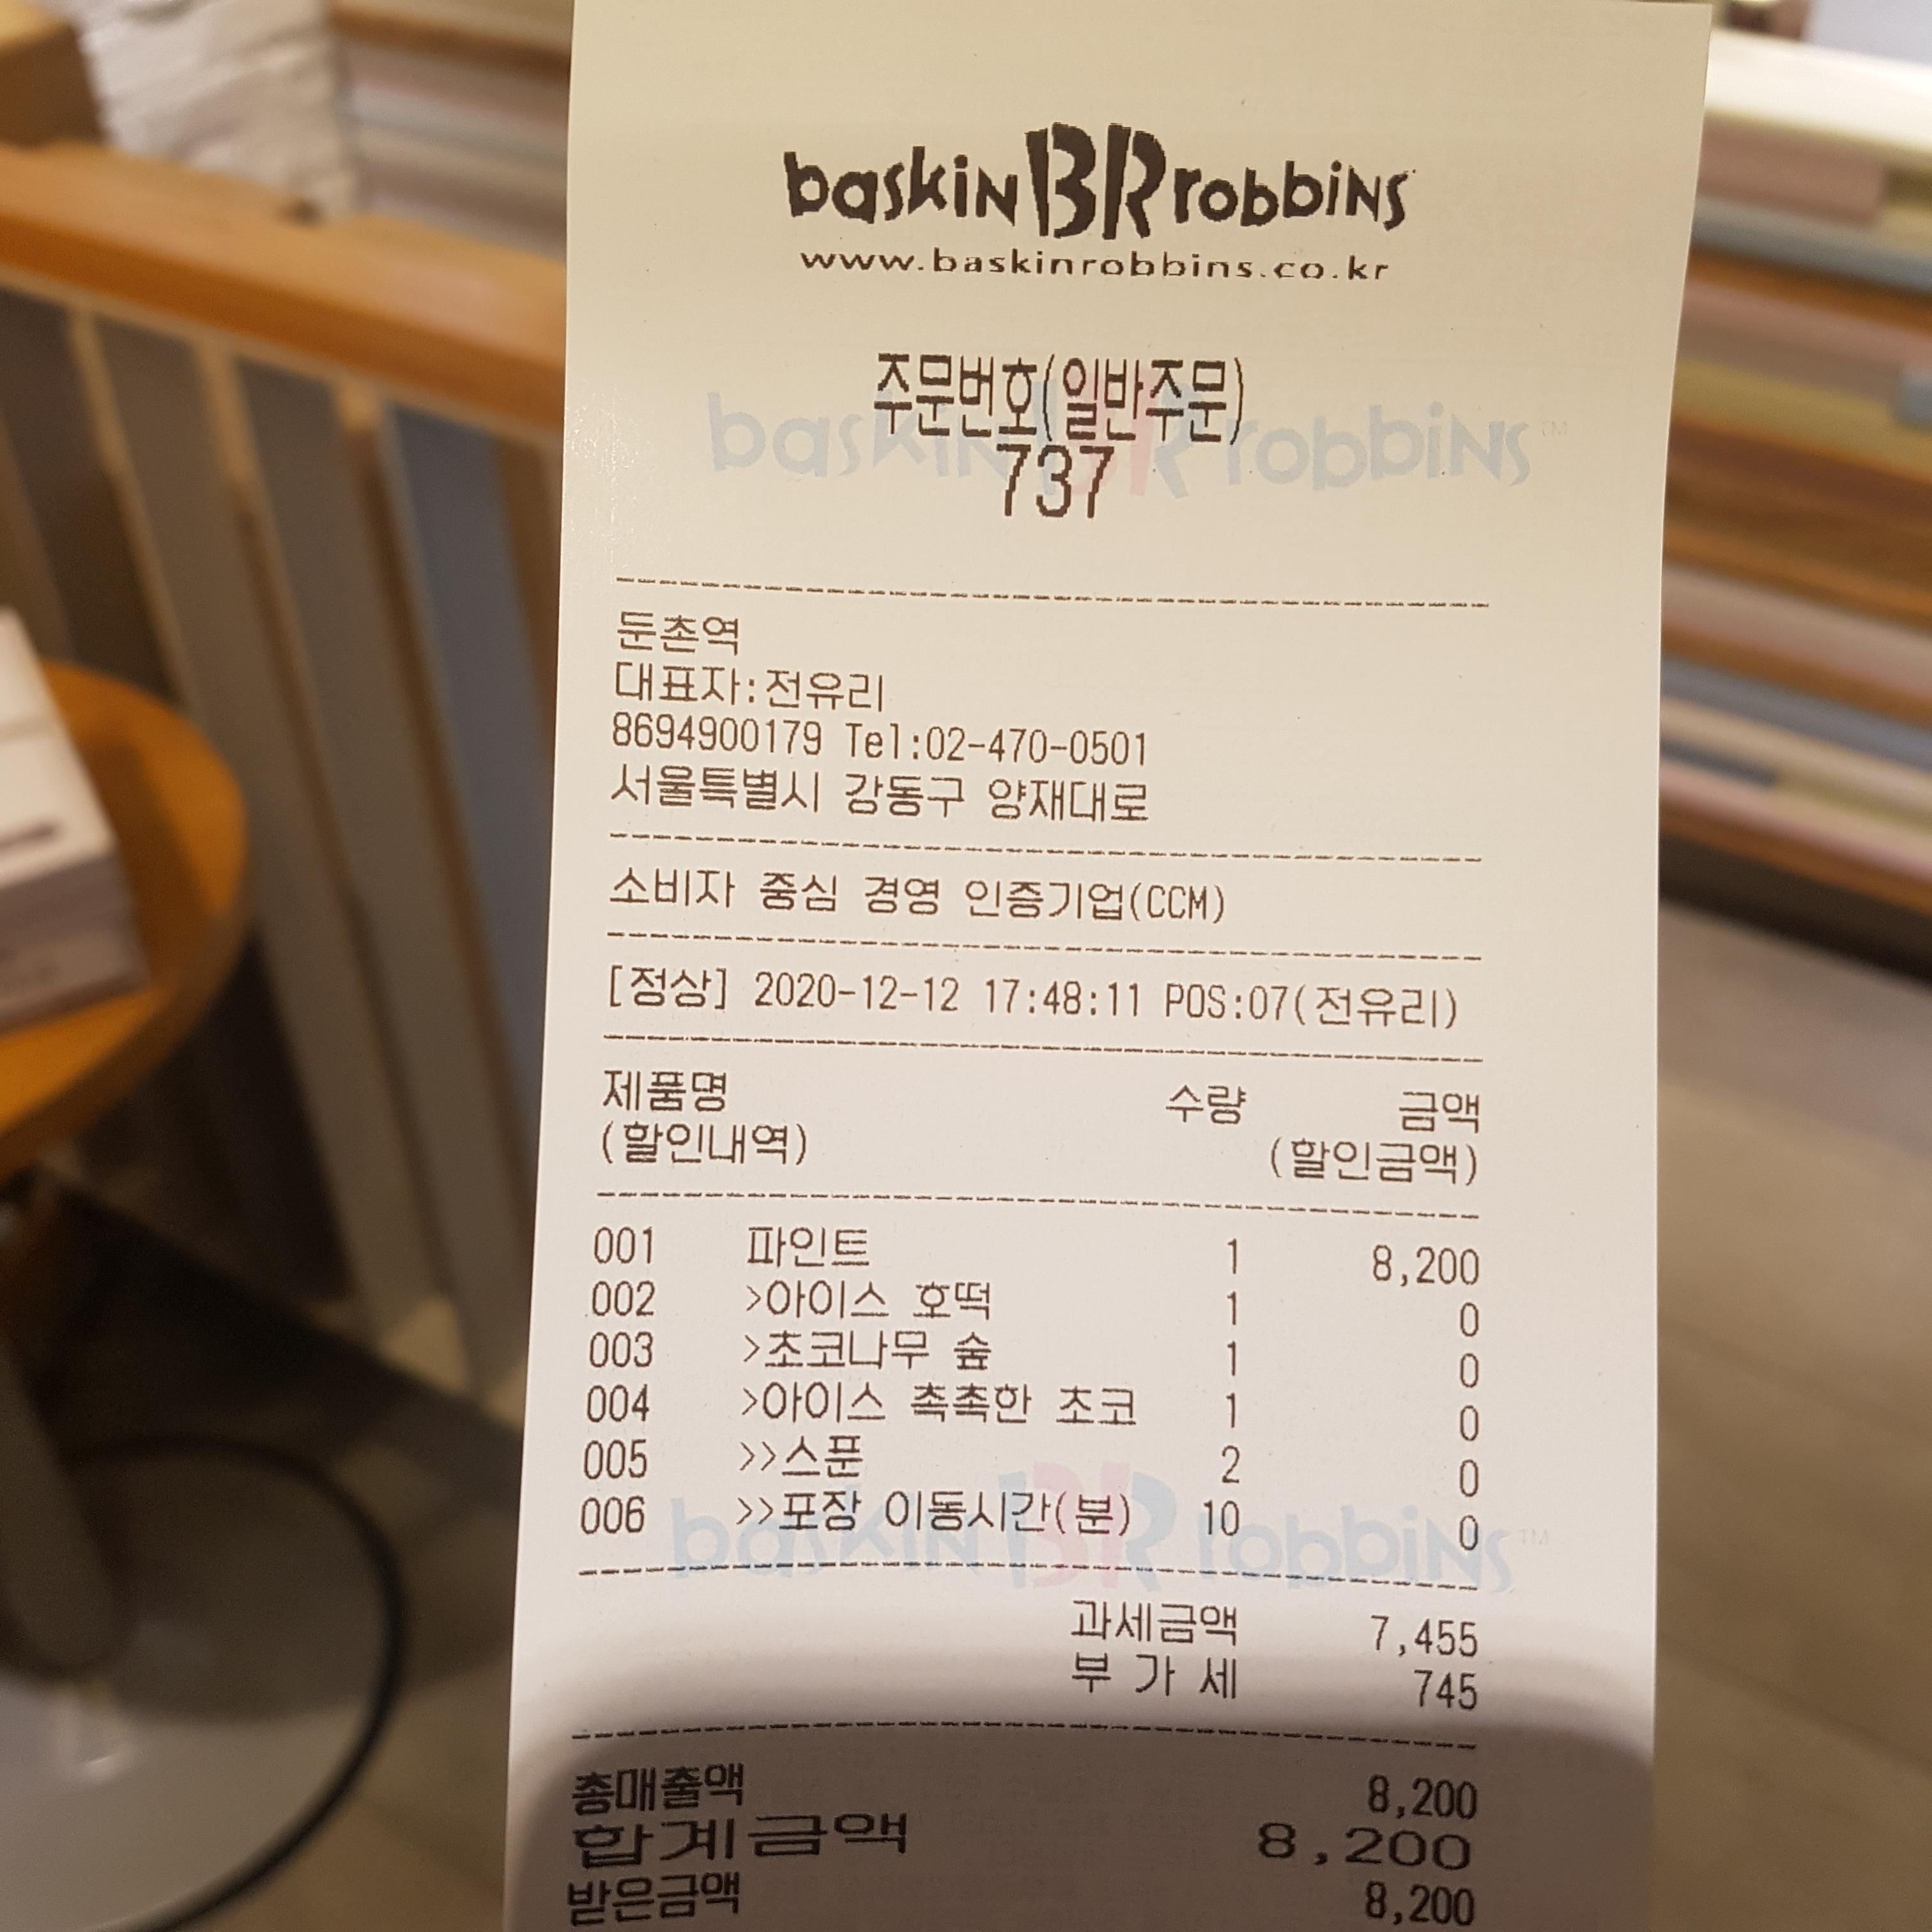 baskin BR robbins
www.baskinrobbins.co.kr
주문번호(일반주문)
baskin BR robbins™
737
둔촌역
대표자:전유리
8694900179 Tel:02-470-0501
서울특별시 강동구 양재대로
소비자 중심 경영 인증기업(CCM)
[정상] 2020-12-12 17:48:11 POS:07(전유리)
제품명 수량 금액
(할인내역) (할인금액)
001 파인트 1 8,200
002 >아이스 호떡 1 0
003 >초코나무 숲 1 0
004 >아이스 촉촉한 초코 1 0
005 >>스푼 2 0
006 >>포장 이동시간(분) 10 0
baskin BR robbins™
과세금액 7,455
부 가 세 745
총매출액 8,200
합계금액 8,200
받은금액 8,200